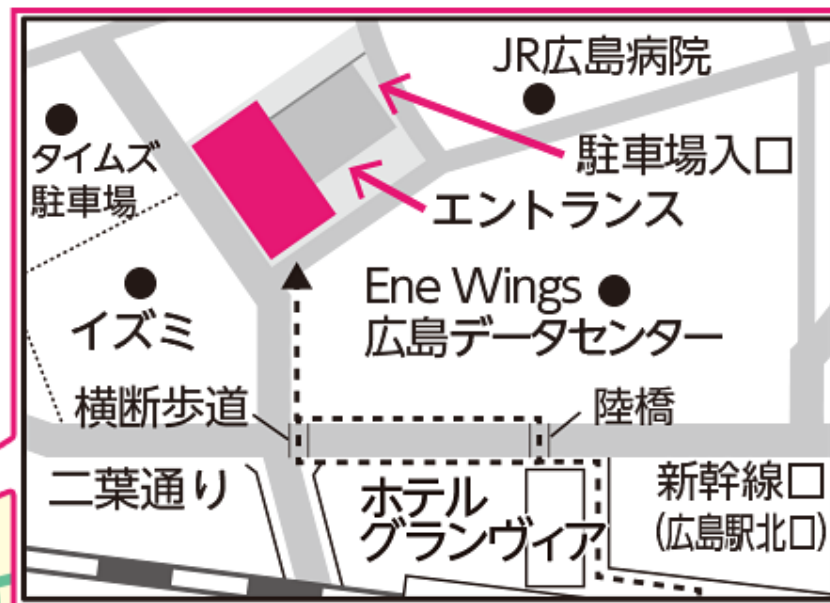 JR広島病院
タイムズ
駐車場
駐車場入口
エントランス
Ene Wings
広島データセンター
イズミ
横断歩道
陸橋
二葉通り
ホテル
グランヴィア
新幹線口
(広島駅北口)